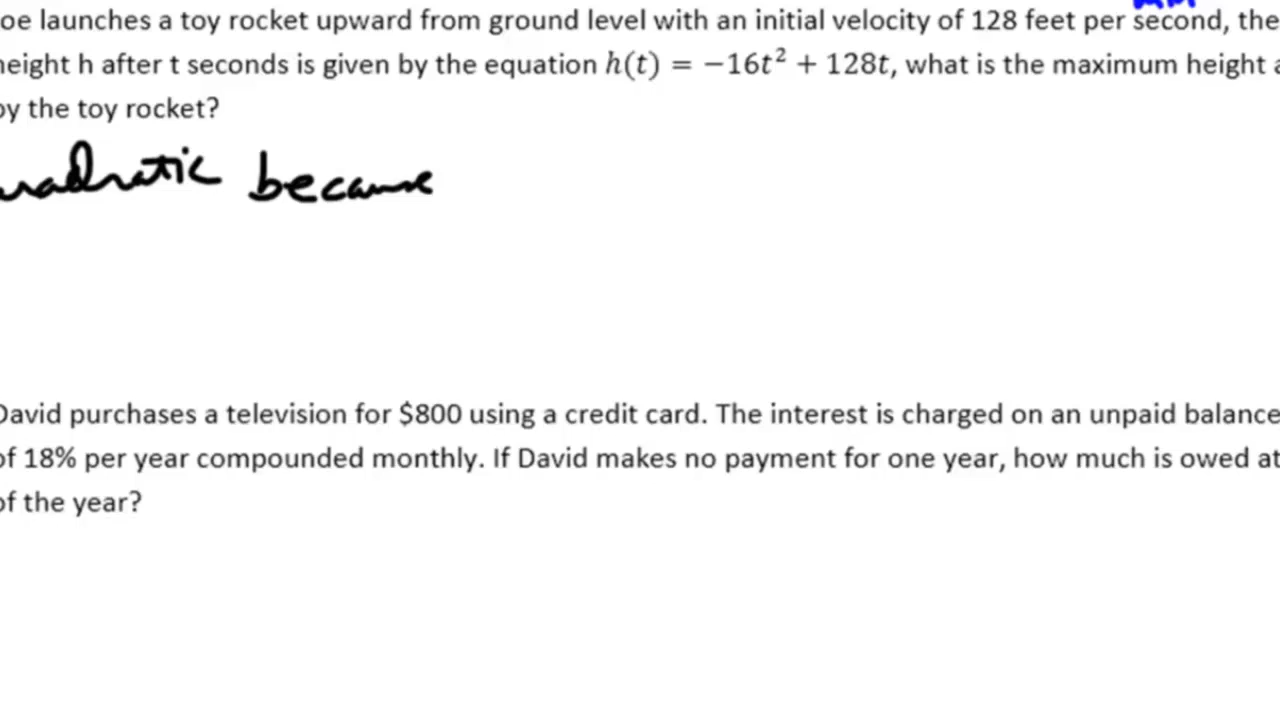 oe launches a toy rocket upward from ground level with an initial velocity of 128 feet per second, the
height h after t seconds is given by the equation h(t) = −16t² + 128t, what is the maximum height a
by the toy rocket?
uadratic because
David purchases a television for $800 using a credit card. The interest is charged on an unpaid balance
of 18% per year compounded monthly. If David makes no payment for one year, how much is owed at
of the year?